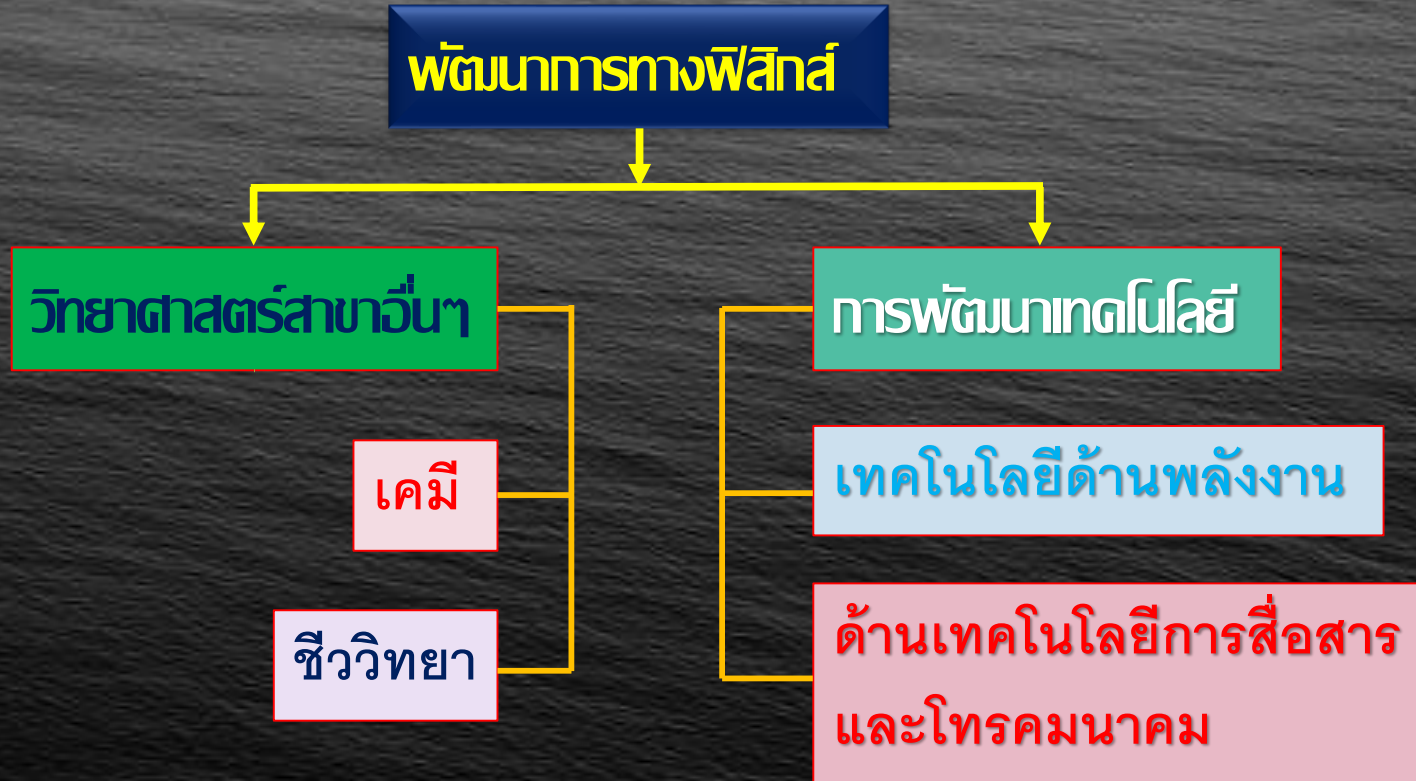 พัฒนาการทางฟิสิกส์
วิทยาศาสตร์สาขาอื่นๆ
เคมี
ชีววิทยา
การพัฒนาเทคโนโลยี
เทคโนโลยีด้านพลังงาน
ด้านเทคโนโลยีการสื่อสาร
และโทรคมนาคม